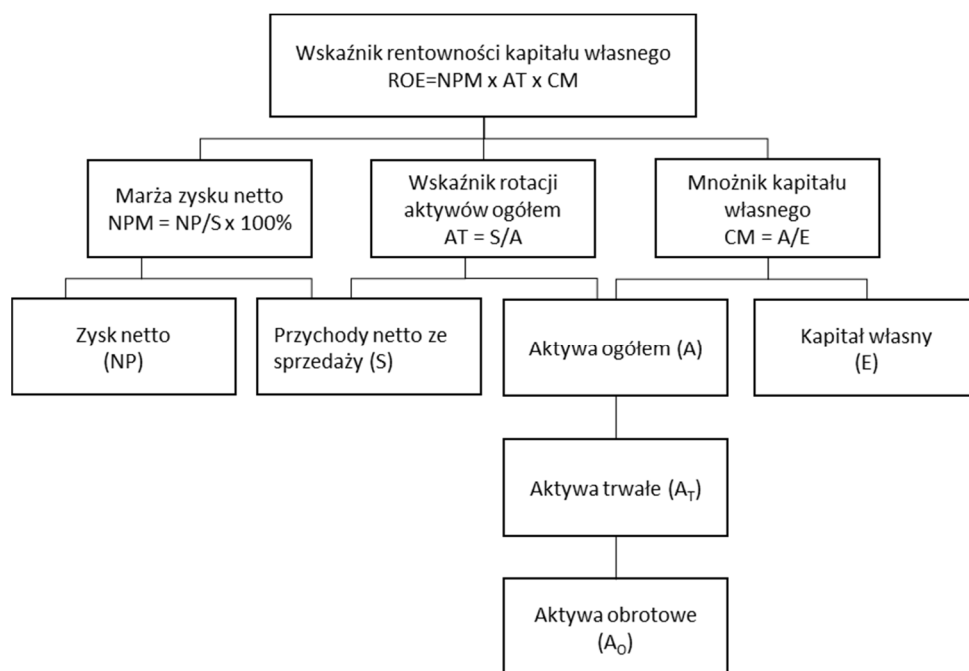 Wskaźnik rentowności kapitału własnego
ROE=NPM x AT x CM
Marża zysku netto
NPM = NP/S x 100%
Wskaźnik rotacji
aktywów ogółem
AT = S/A
Mnożnik kapitału
własnego
CM = A/E
Zysk netto
(NP)
Przychody netto ze
sprzedaży (S)
Aktywa ogółem (A)
Kapitał własny
(E)
Aktywa trwałe (A_T)
Aktywa obrotowe
(A_O)